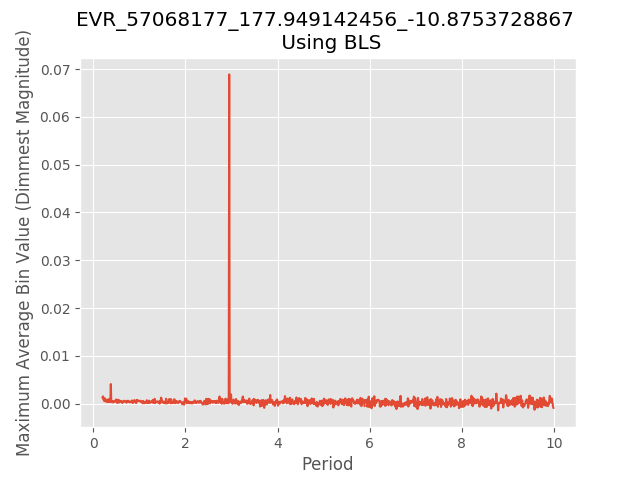 EVR_57068177_177.949142456_-10.8753728867
Using BLS
Maximum Average Bin Value (Dimmest Magnitude)
0.07
0.06
0.05
0.04
0.03
0.02
0.01
0.00
0 2 4 6 8 10
Period